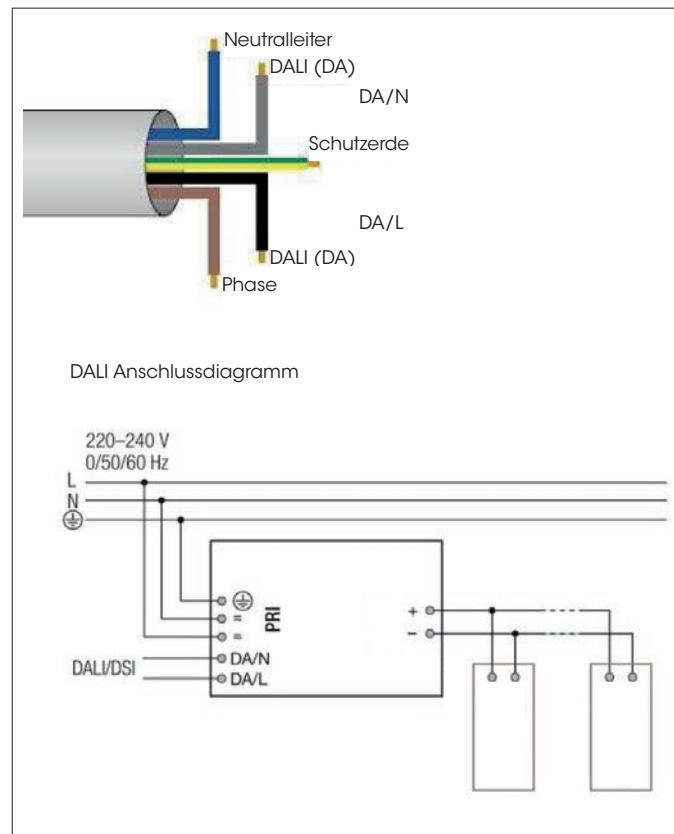 Neutralleiter
DALI (DA)
DA/N
Schutzerde
DA/L
DALI (DA)
Phase
DALI Anschlussdiagramm
220–240 V
0/50/60 Hz
L
N
PRI
=
=
DA/N
DA/L
DALI/DSI
+
–